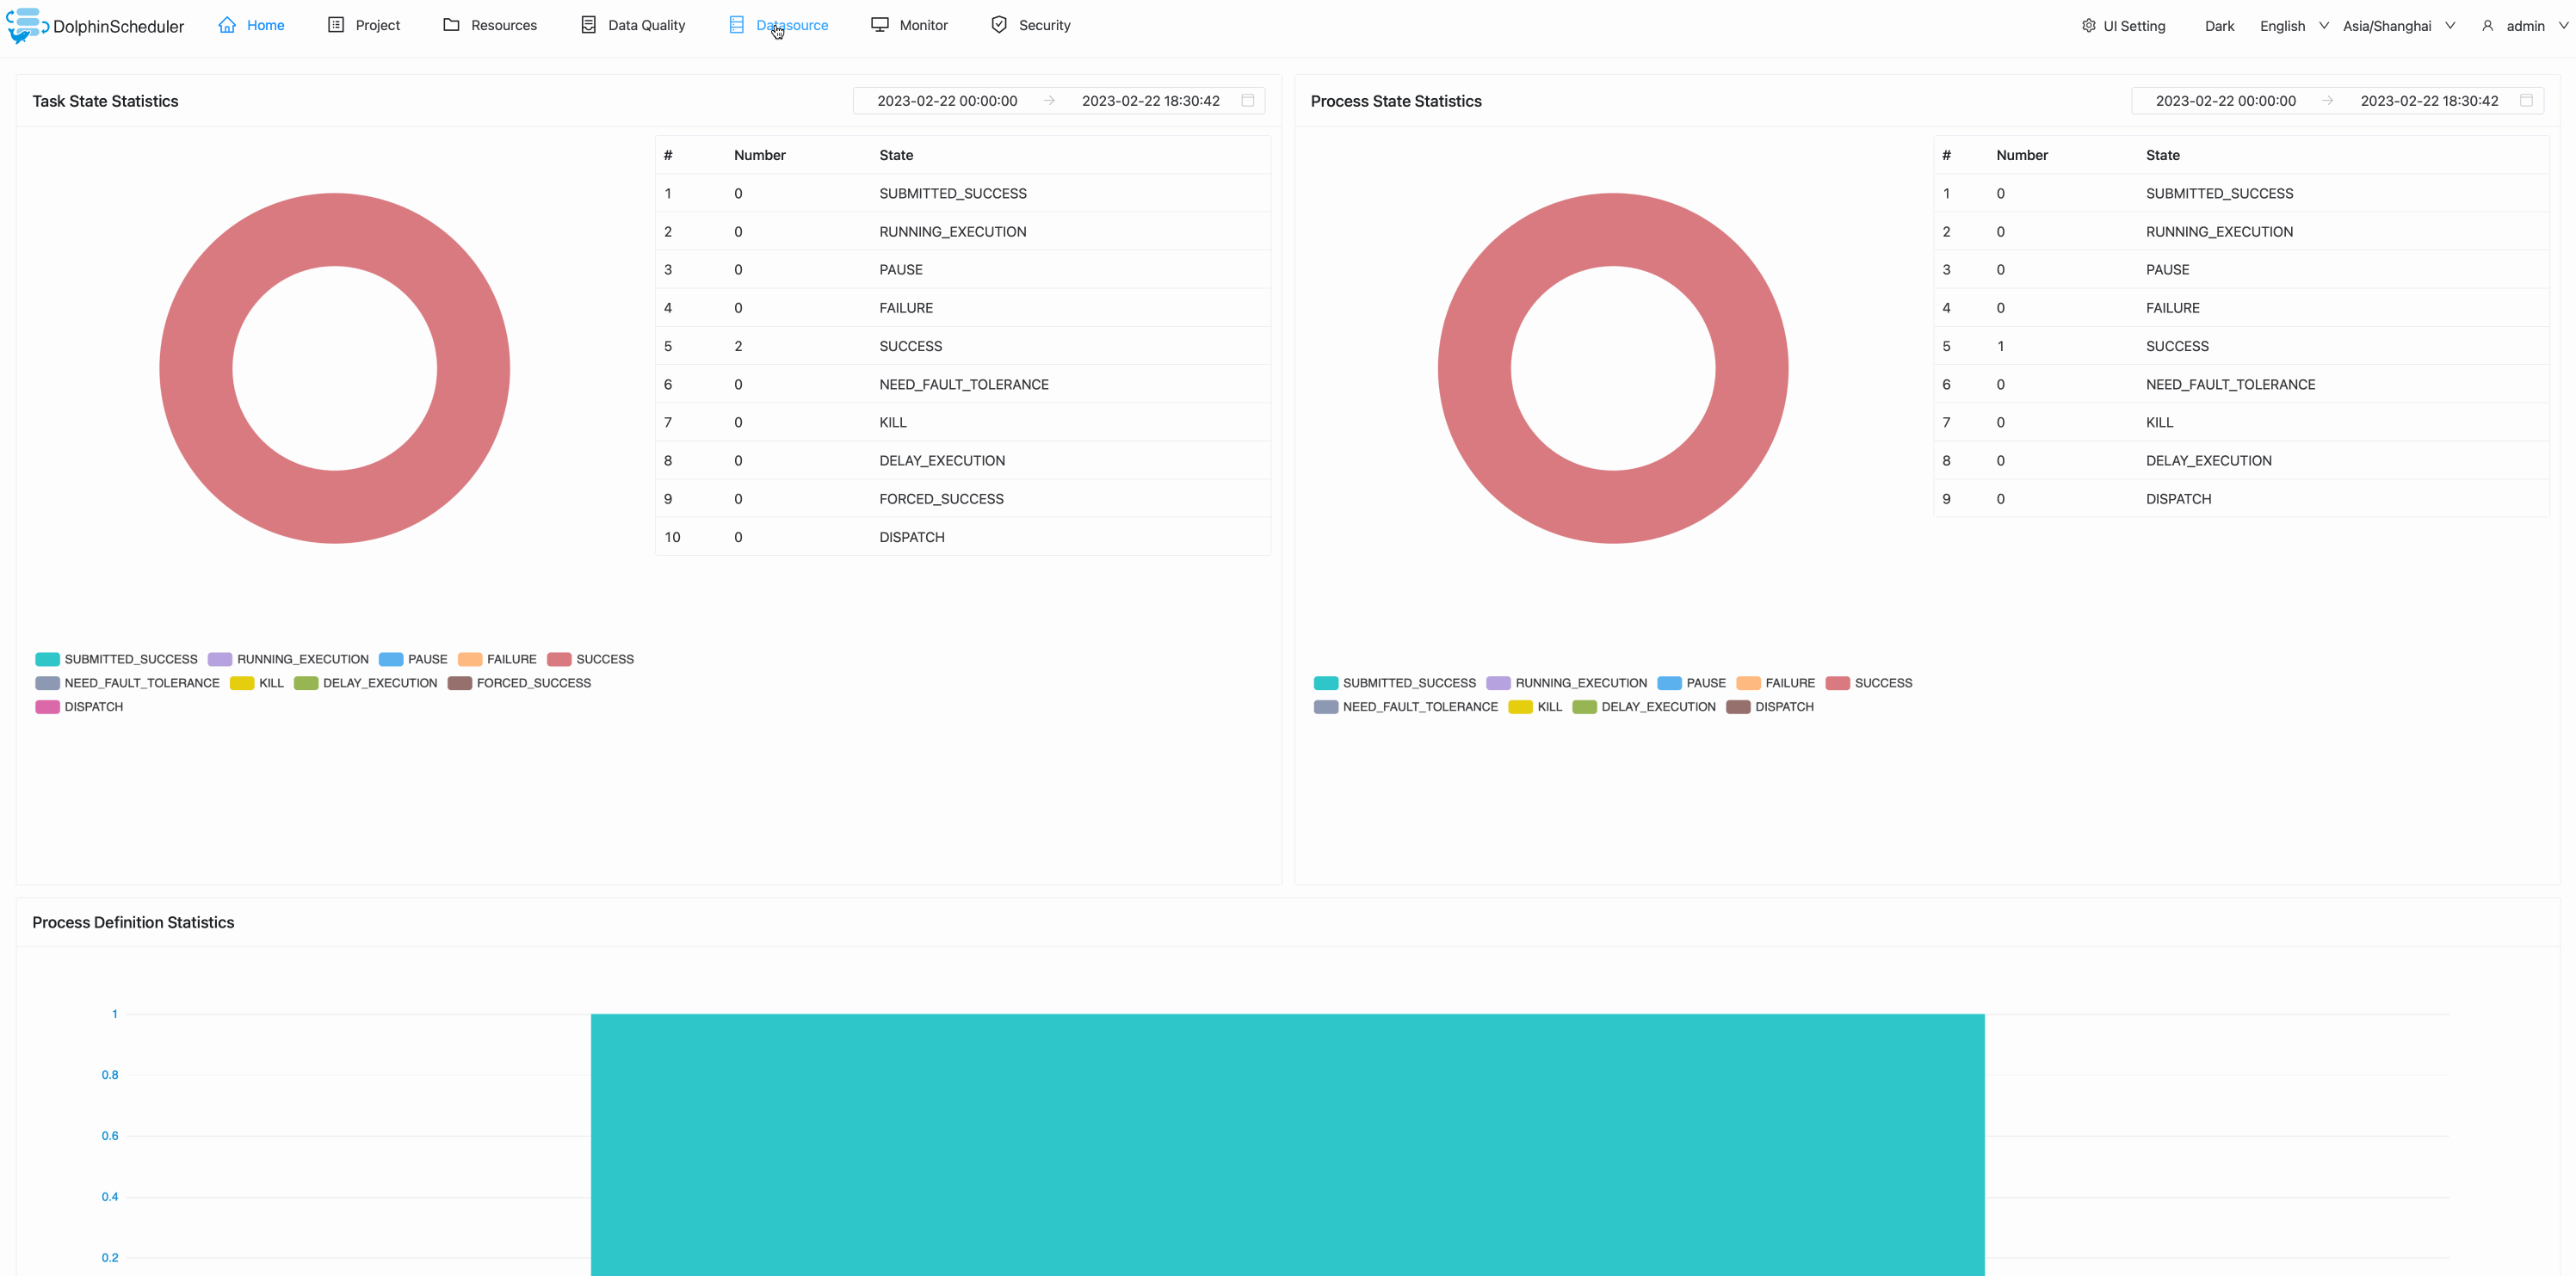 DolphinScheduler Home Project Resources Data Quality Datasource Monitor Security UI Setting Dark English Asia/Shanghai admin
Task State Statistics 2023-02-22 00:00:00 → 2023-02-22 18:30:42
# Number State
1 0 SUBMITTED_SUCCESS
2 0 RUNNING_EXECUTION
3 0 PAUSE
4 0 FAILURE
5 2 SUCCESS
6 0 NEED_FAULT_TOLERANCE
7 0 KILL
8 0 DELAY_EXECUTION
9 0 FORCED_SUCCESS
10 0 DISPATCH
SUBMITTED_SUCCESS RUNNING_EXECUTION PAUSE FAILURE SUCCESS
NEED_FAULT_TOLERANCE KILL DELAY_EXECUTION FORCED_SUCCESS
DISPATCH
Process State Statistics 2023-02-22 00:00:00 → 2023-02-22 18:30:42
# Number State
1 0 SUBMITTED_SUCCESS
2 0 RUNNING_EXECUTION
3 0 PAUSE
4 0 FAILURE
5 1 SUCCESS
6 0 NEED_FAULT_TOLERANCE
7 0 KILL
8 0 DELAY_EXECUTION
9 0 DISPATCH
SUBMITTED_SUCCESS RUNNING_EXECUTION PAUSE FAILURE SUCCESS
NEED_FAULT_TOLERANCE KILL DELAY_EXECUTION DISPATCH
Process Definition Statistics
1
0.8
0.6
0.4
0.2